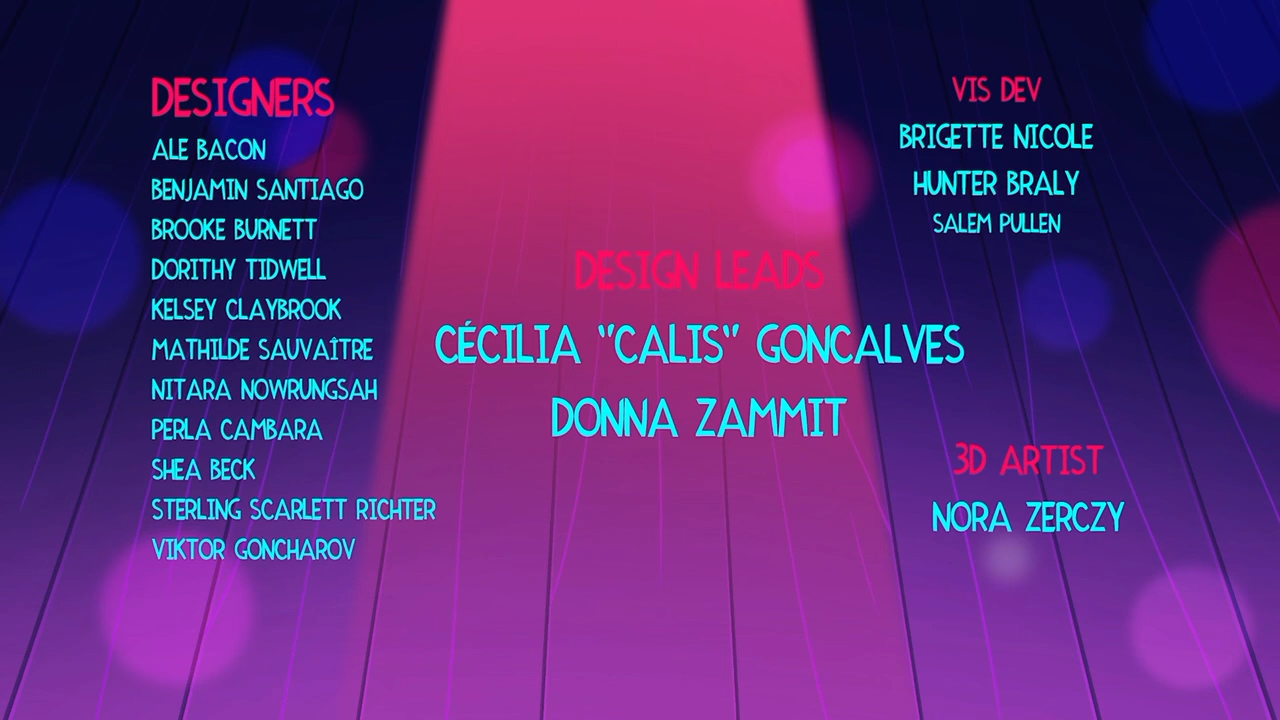 DESIGNERS
ALE BACON
BENJAMIN SANTIAGO
BROOKE BURNETT
DORITHY TIDWELL
KELSEY CLAYBROOK
MATHILDE SAUVAÎTRE
NITARA NOWRUNGSAH
PERLA CAMBARA
SHEA BECK
STERLING SCARLETT RICHTER
VIKTOR GONCHAROV
DESIGN LEADS
CÉCILIA "CALIS" GONCALVES
DONNA ZAMMIT
VIS DEV
BRIGETTE NICOLE
HUNTER BRALY
SALEM PULLEN
3D ARTIST
NORA ZERCZY